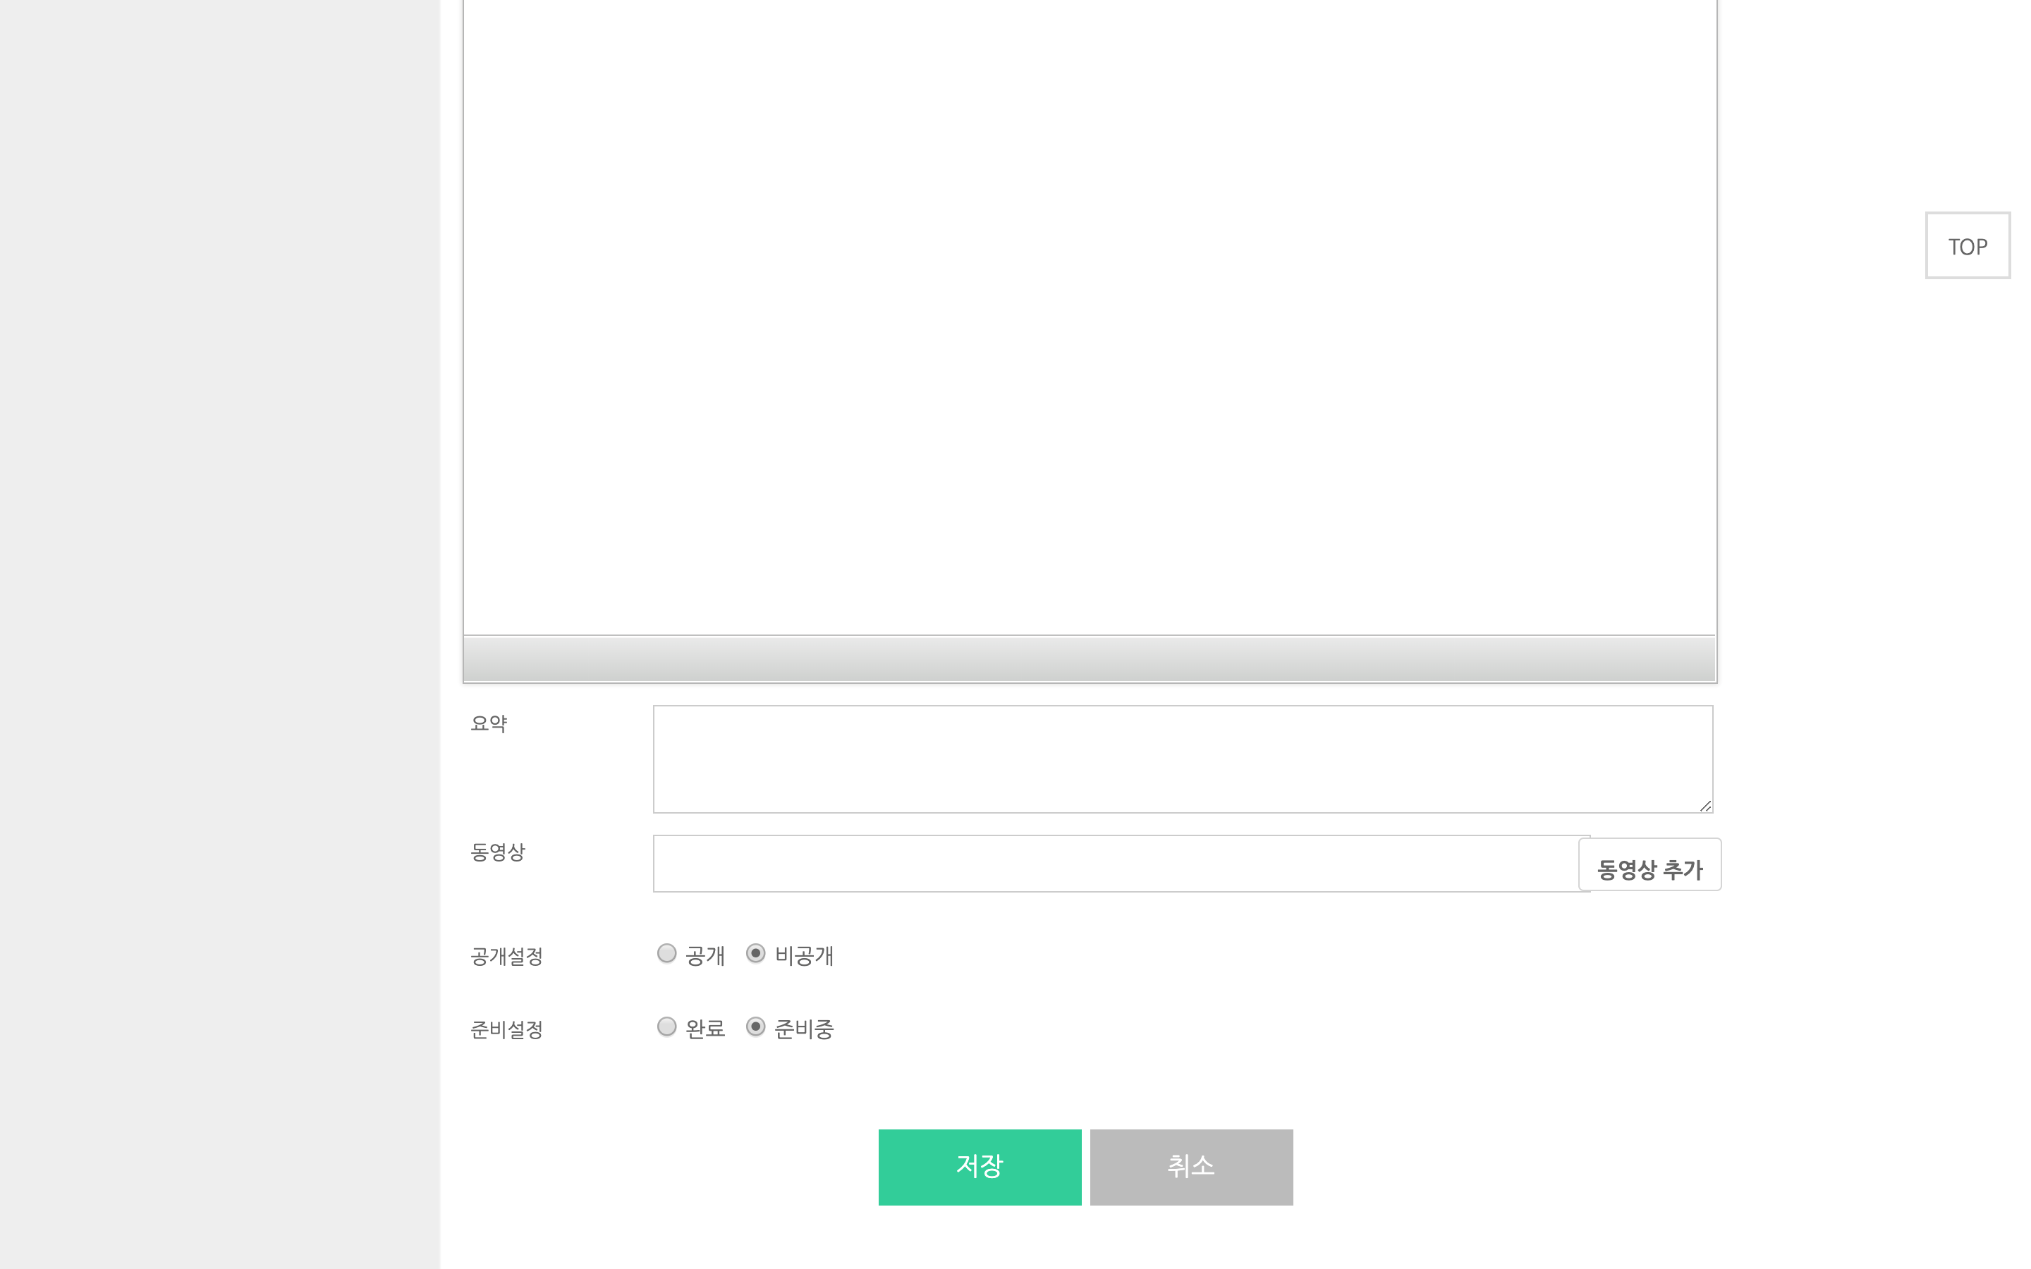 TOP
요약
동영상
동영상 추가
공개설정 공개 비공개
준비설정 완료 준비중
저장 취소